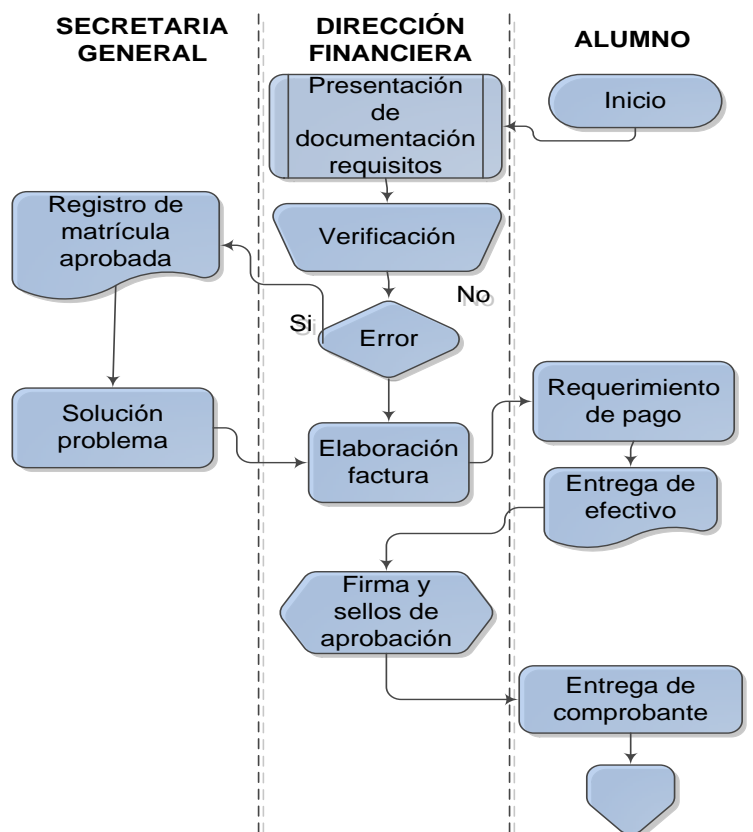 SECRETARIA
GENERAL
DIRECCIÓN
FINANCIERA
ALUMNO
Presentación
de
documentación
requisitos
Inicio
Registro de
matrícula
aprobada
Verificación
No
Si
Error
Solución
problema
Elaboración
factura
Requerimiento
de pago
Entrega de
efectivo
Firma y
sellos de
aprobación
Entrega de
comprobante